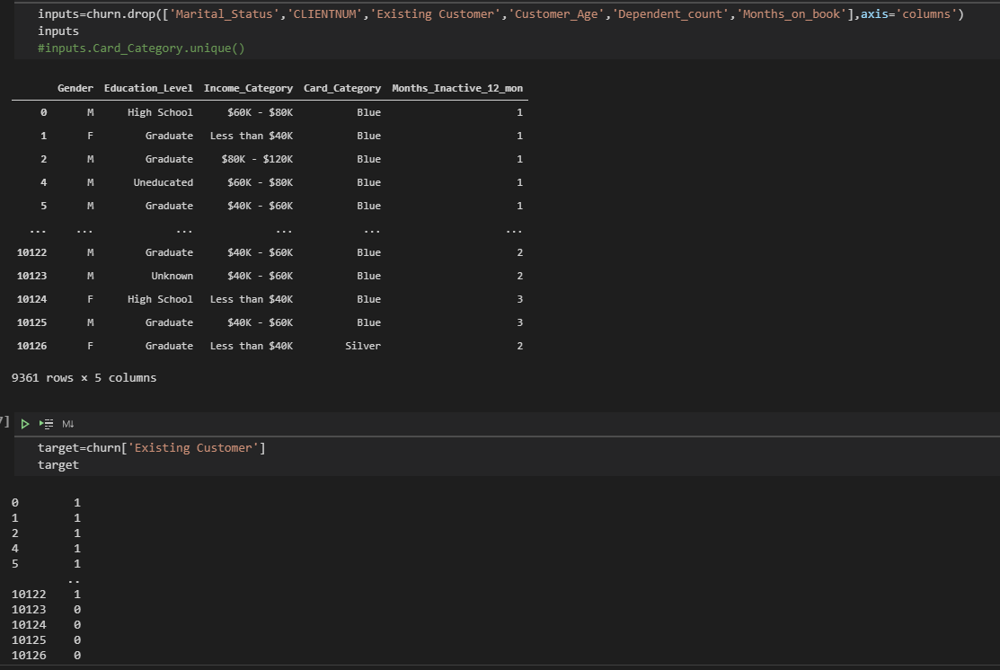 inputs=churn.drop(['Marital_Status','CLIENTNUM','Existing Customer','Customer_Age','Dependent_count','Months_on_book'],axis='columns')
inputs
#inputs.Card_Category.unique()
Gender Education_Level Income_Category Card_Category Months_Inactive_12_mon
0 M High School $60K - $80K Blue 1
1 F Graduate Less than $40K Blue 1
2 M Graduate $80K - $120K Blue 1
4 M Uneducated $60K - $80K Blue 1
5 M Graduate $40K - $60K Blue 1
... ... ... ... ... ...
10122 M Graduate $40K - $60K Blue 2
10123 M Unknown $40K - $60K Blue 2
10124 F High School Less than $40K Blue 3
10125 M Graduate $40K - $60K Blue 3
10126 F Graduate Less than $40K Silver 2
9361 rows × 5 columns
7] M↓
target=churn['Existing Customer']
target
0 1
1 1
2 1
4 1
5 1
..
10122 1
10123 0
10124 0
10125 0
10126 0